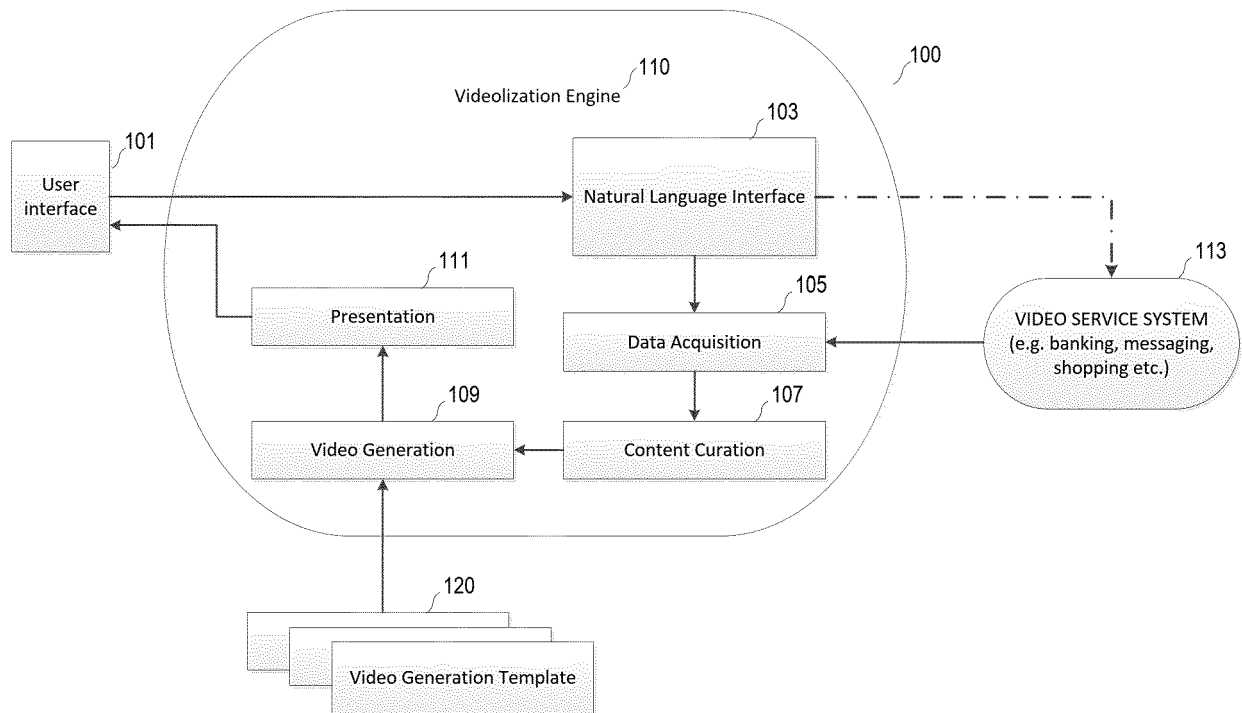 100
110
Videolization Engine
103
101
User
interface
Natural Language Interface
113
111
105
VIDEO SERVICE SYSTEM
(e.g. banking, messaging,
shopping etc.)
Presentation
Data Acquisition
109
107
Video Generation
Content Curation
120
Video Generation Template